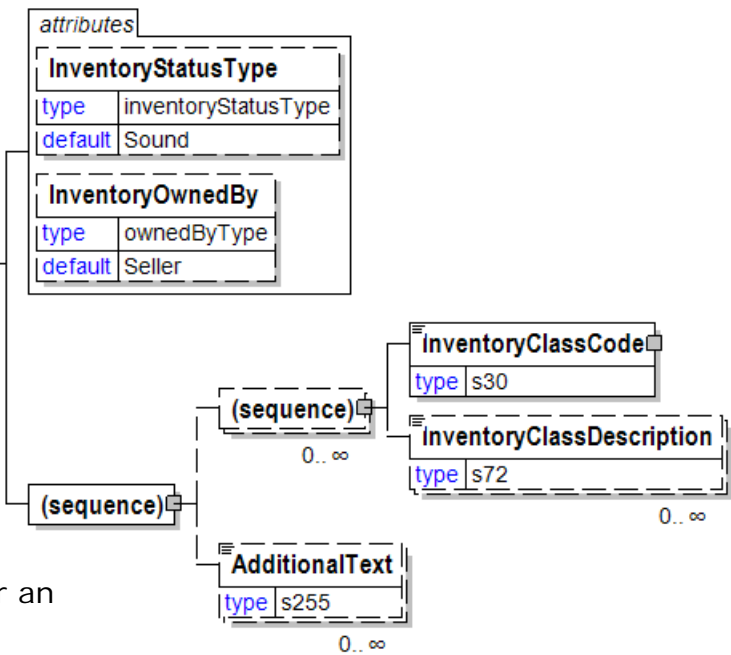 attributes
InventoryStatusType
type inventoryStatusType
default Sound
InventoryOwnedBy
type ownedByType
default Seller
InventoryClassCode
type s30
(sequence)
0.. ∞
InventoryClassDescription
type s72
0.. ∞
(sequence)
AdditionalText
type s255
0.. ∞
r an